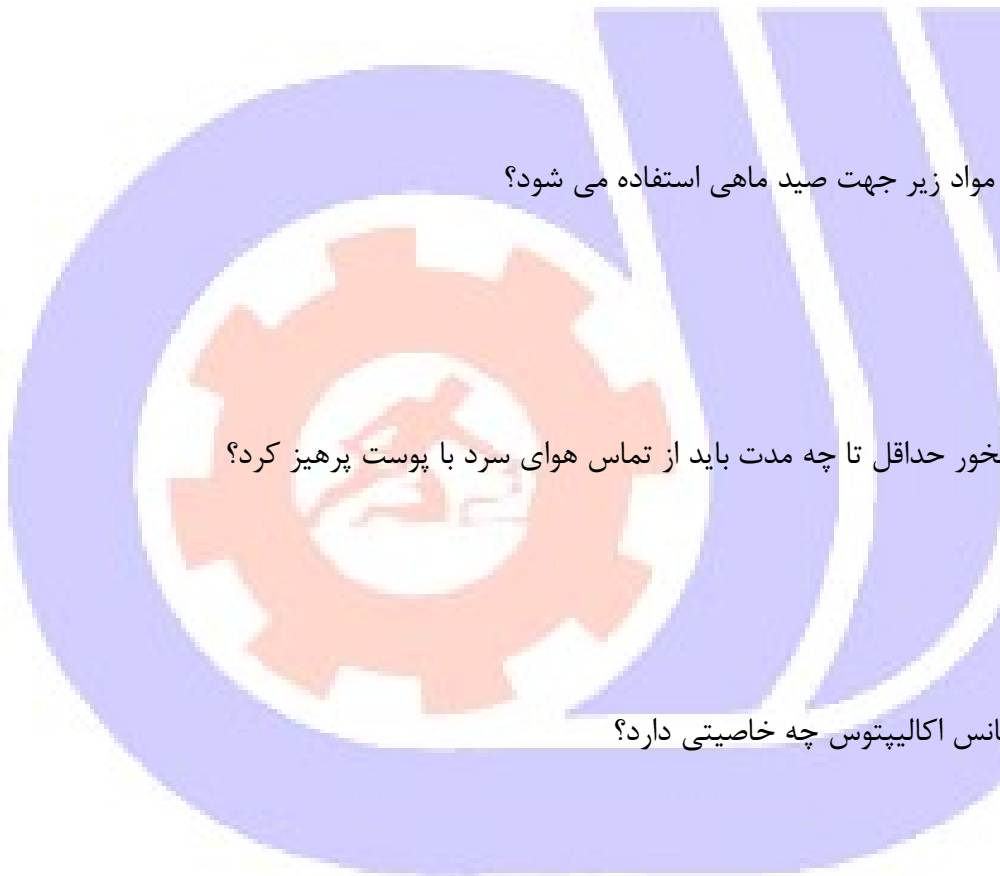 مواد زیر جهت صید ماهی استفاده می شود؟
خور حداقل تا چه مدت باید از تماس هوای سرد با پوست پرهیز کرد؟
انس اکالیپتوس چه خاصیتی دارد؟